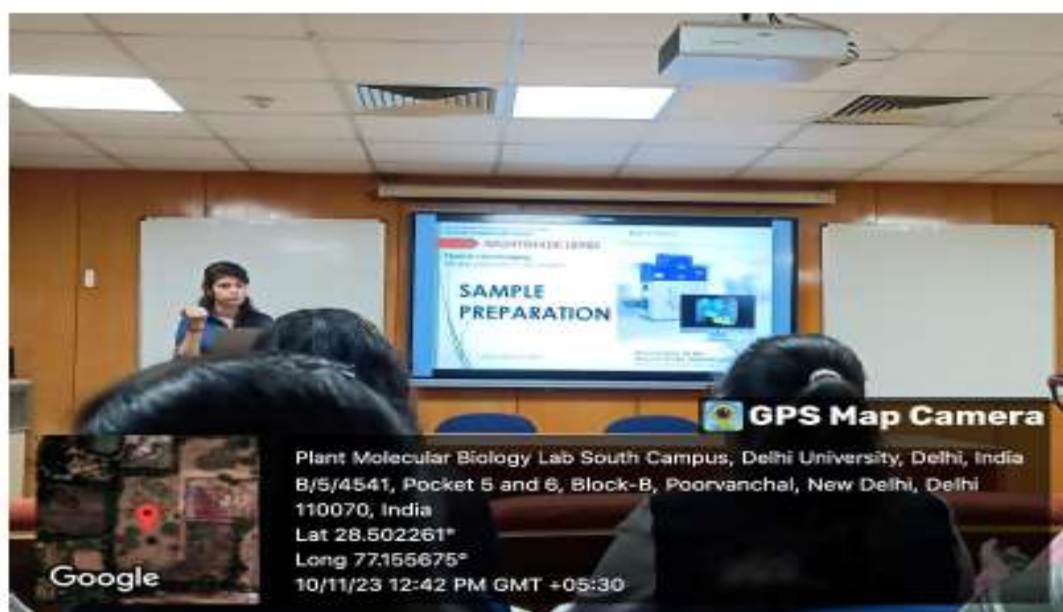 SAMPLE
PREPARATION
GPS Map Camera
Plant Molecular Biology Lab South Campus, Delhi University, Delhi, India
B/5/4541, Pocket 5 and 6, Block-B, Poorvanchal, New Delhi, Delhi
110070, India
Lat 28.502261°
Long 77.155675°
10/11/23 12:42 PM GMT +05:30
Google